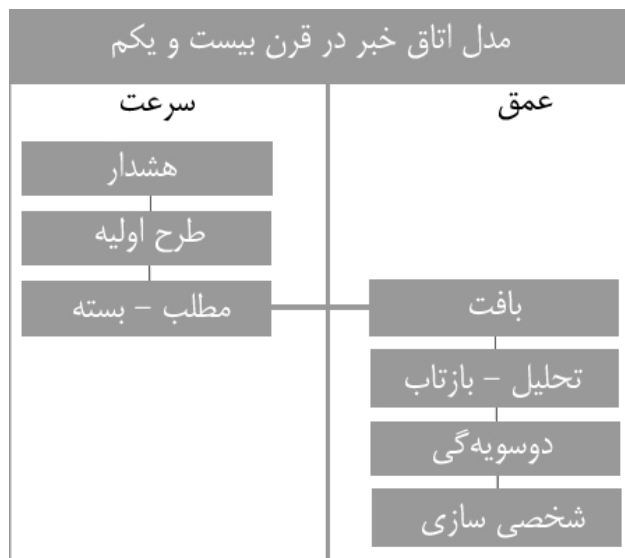 مدل اتاق خبر در قرن بیست و یکم
عمق
سرعت
هشدار
طرح اولیه
مطلب – بسته
بافت
تحلیل – بازتاب
دوسویه‌گی
شخصی سازی